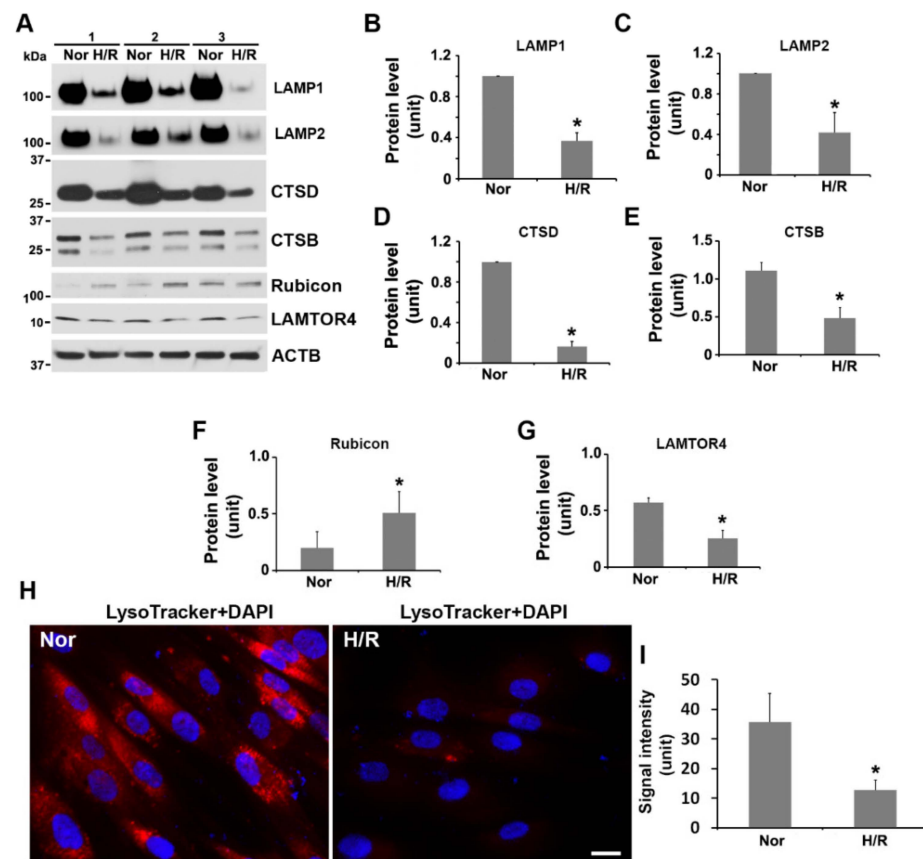 A
1 2 3
kDa Nor H/R Nor H/R Nor H/R
100- LAMP1
100- LAMP2
37-
CTSD
25-
37-
CTSB
25-
Rubicon
100-
10- LAMTOR4
ACTB
37-
B
LAMP1
Protein level
(unit)
1.2
0.8
0.4
0
*
Nor H/R
C
LAMP2
Protein level
(unit)
1.2
0.8
0.4
0
*
Nor H/R
D
CTSD
Protein level
(unit)
1.2
0.8
0.4
0
*
Nor H/R
E
CTSB
Protein level
(unit)
1.5
1.0
0.5
0
*
Nor H/R
F
Rubicon
Protein level
(unit)
1.0
0.5
0
*
Nor H/R
G
LAMTOR4
Protein level
(unit)
1.0
0.5
0
*
Nor H/R
H
LysoTracker+DAPI LysoTracker+DAPI
Nor H/R
I
Signal intensity
(unit)
50
40
30
20
10
0
*
Nor H/R